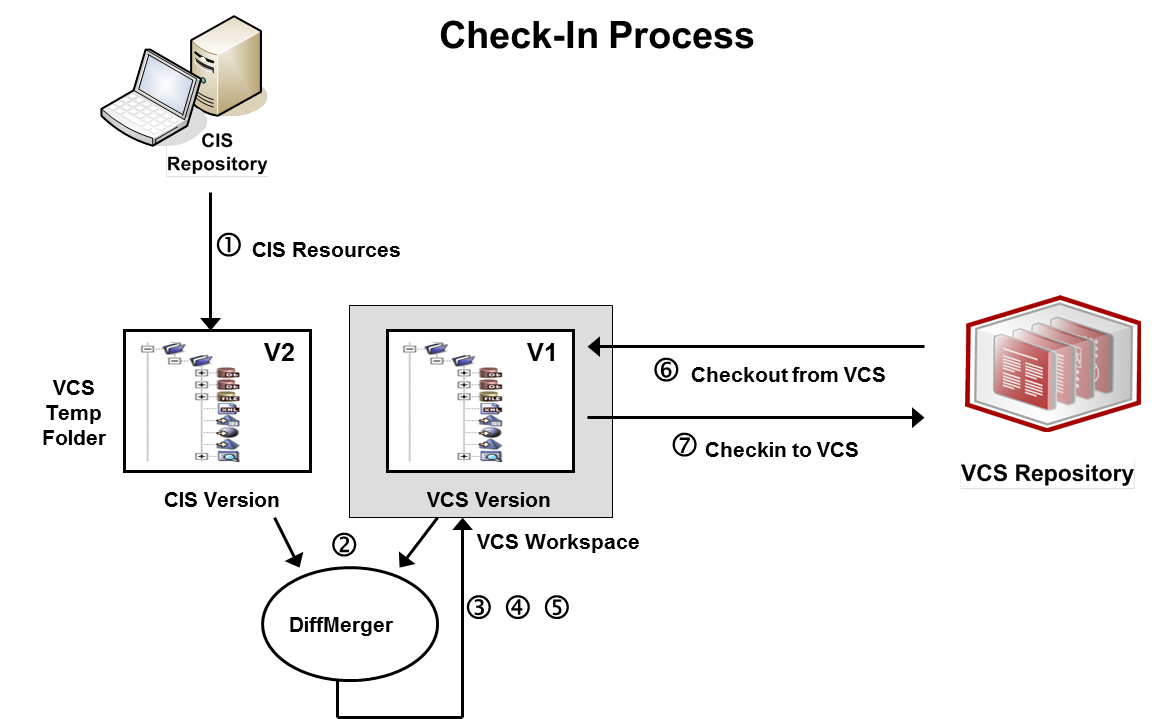 Check-In Process
CIS
Repository
① CIS Resources
V2
V1
VCS
Temp
Folder
⑥ Checkout from VCS
⑦ Checkin to VCS
VCS Repository
CIS Version
VCS Version
②
VCS Workspace
③ ④ ⑤
DiffMerger